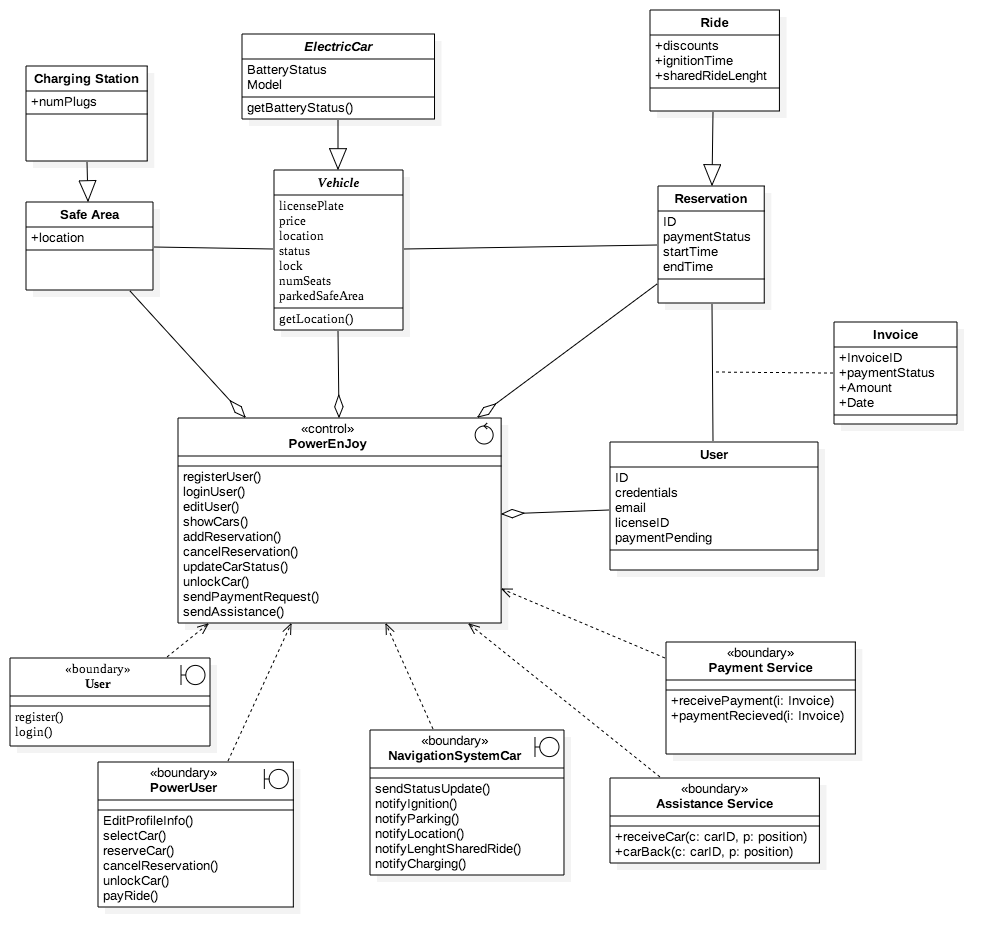 Ride
+discounts
+ignitionTime
+sharedRideLenght
ElectricCar
BatteryStatus
Model
getBatteryStatus()
Charging Station
+numPlugs
Vehicle
licensePlate
price
location
status
lock
numSeats
parkedSafeArea
getLocation()
Reservation
ID
paymentStatus
startTime
endTime
Safe Area
+location
Invoice
+InvoiceID
+paymentStatus
+Amount
+Date
«control»
PowerEnJoy
registerUser()
loginUser()
editUser()
showCars()
addReservation()
cancelReservation()
updateCarStatus()
unlockCar()
sendPaymentRequest()
sendAssistance()
User
ID
credentials
email
licenseID
paymentPending
«boundary»
User
register()
login()
«boundary»
Payment Service
+receivePayment(i: Invoice)
+paymentRecieved(i: Invoice)
«boundary»
NavigationSystemCar
sendStatusUpdate()
notifyIgnition()
notifyParking()
notifyLocation()
notifyLenghtSharedRide()
notifyCharging()
«boundary»
PowerUser
EditProfileInfo()
selectCar()
reserveCar()
cancelReservation()
unlockCar()
payRide()
«boundary»
Assistance Service
+receiveCar(c: carID, p: position)
+carBack(c: carID, p: position)